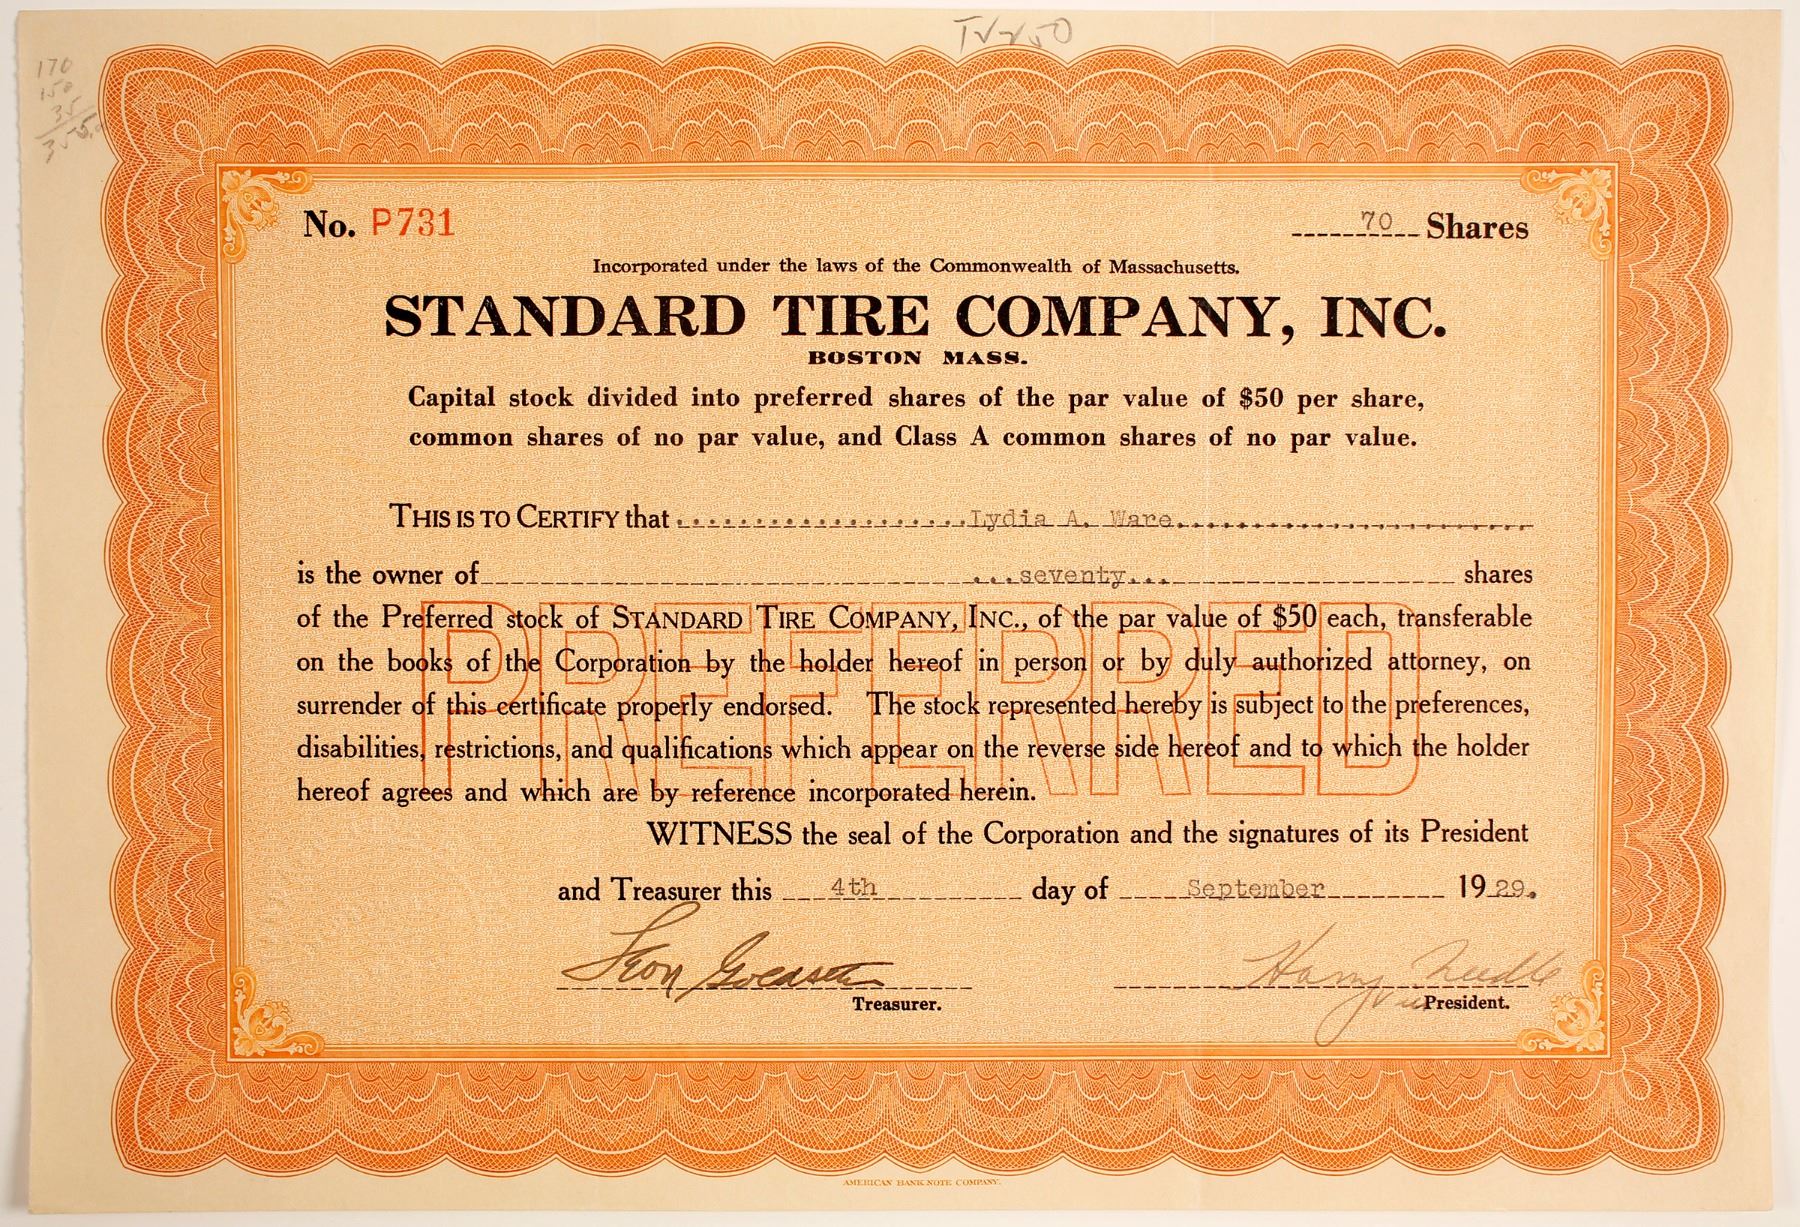 170
No. P731
70 Shares
Incorporated under the laws of the Commonwealth of Massachusetts.
STANDARD TIRE COMPANY, INC.
BOSTON MASS.
Capital stock divided into preferred shares of the par value of $50 per share,
common shares of no par value, and Class A common shares of no par value.
THIS IS TO CERTIFY that Lydia A. Ware
is the owner of ...seventy... shares
PREFERRED
of the Preferred stock of STANDARD TIRE COMPANY, INC., of the par value of $50 each, transferable
on the books of the Corporation by the holder hereof in person or by duly authorized attorney, on
surrender of this certificate properly endorsed. The stock represented hereby is subject to the preferences,
disabilities, restrictions, and qualifications which appear on the reverse side hereof and to which the holder
hereof agrees and which are by reference incorporated herein.
WITNESS the seal of the Corporation and the signatures of its President
and Treasurer this 4th day of September 1929.
Leon Harry Needle
Treasurer. Vice President.
AMERICAN BANK NOTE COMPANY.